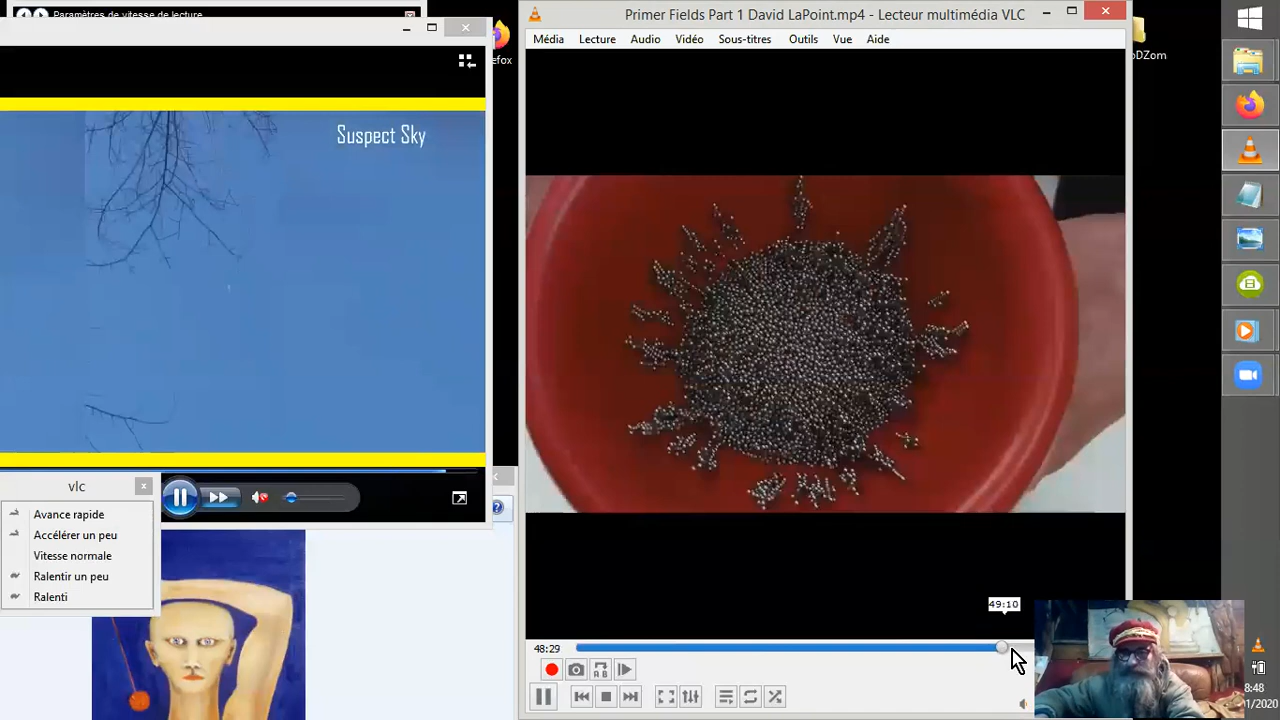 Paramètres de vitesse de lecture
Primer Fields Part 1 David LaPoint.mp4 - Lecteur multimédia VLC
Média Lecture Audio Vidéo Sous-titres Outils Vue Aide
efox
Suspect Sky
vlc
Avance rapide
Accélérer un peu
Vitesse normale
Ralentir un peu
Ralenti
49:10
48:29
8:48
1/2020